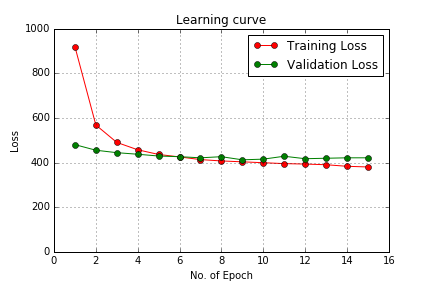 Learning curve
1000
800
600
400
200
0
Loss
Training Loss
Validation Loss
0 2 4 6 8 10 12 14 16
No. of Epoch